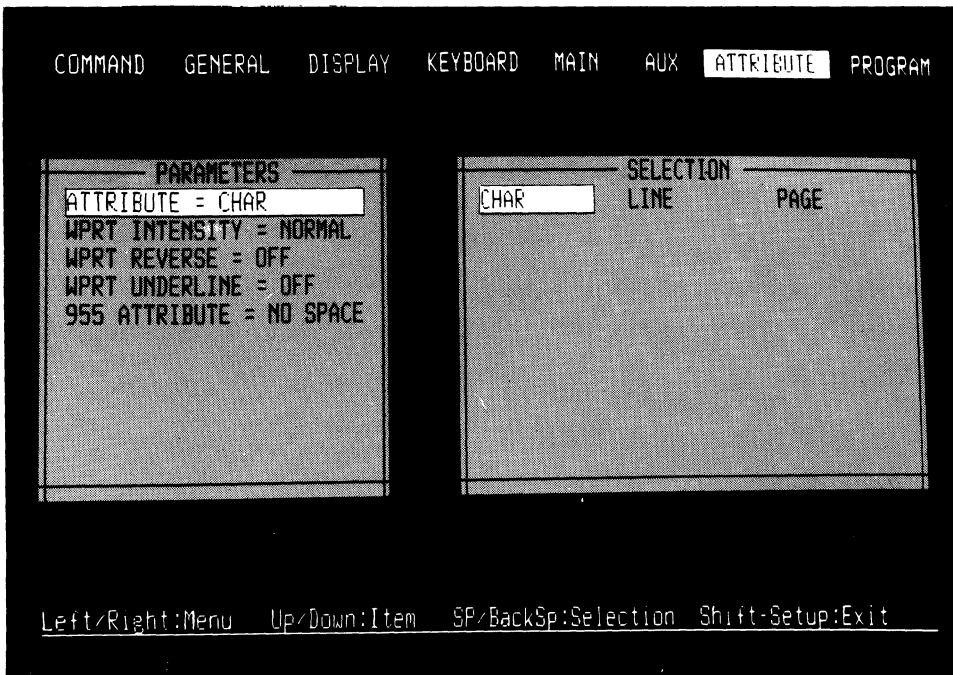 COMMAND GENERAL DISPLAY KEYBOARD MAIN AUX ATTRIBUTE PROGRAM
PARAMETERS
ATTRIBUTE = CHAR
WPRT INTENSITY = NORMAL
WPRT REVERSE = OFF
WPRT UNDERLINE = OFF
955 ATTRIBUTE = NO SPACE
SELECTION
CHAR LINE PAGE
Left/Right:Menu Up/Down:Item SP/BackSp:Selection Shift-Setup:Exit